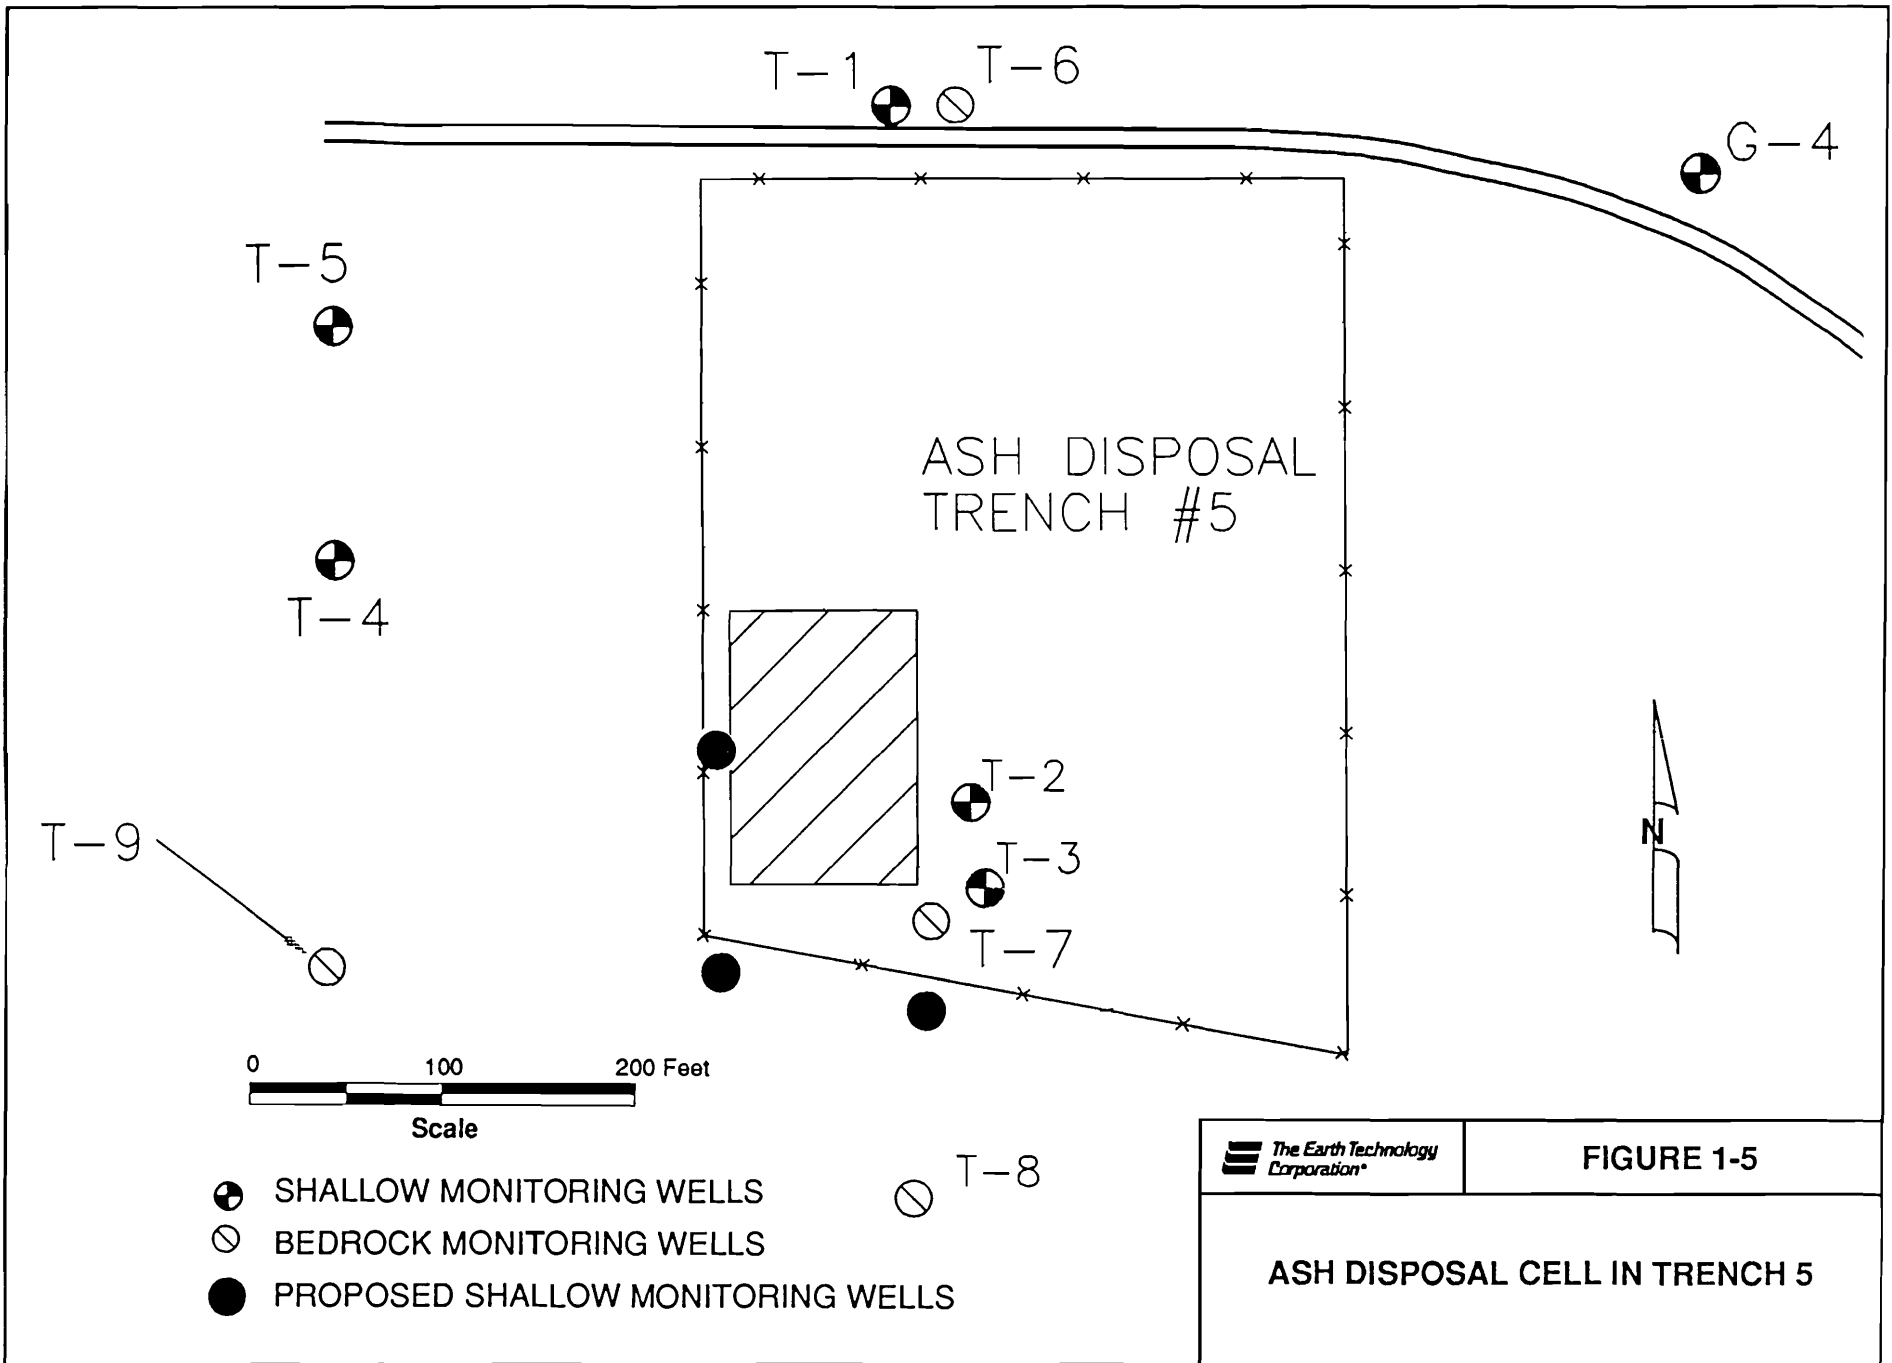 T-1
T-6
G-4
T-5
ASH DISPOSAL
TRENCH #5
T-4
T-2
T-3
T-9
N
T-7
0 100 200 Feet
Scale
T-8
SHALLOW MONITORING WELLS
BEDROCK MONITORING WELLS
PROPOSED SHALLOW MONITORING WELLS
The Earth Technology
Corporation
FIGURE 1-5
ASH DISPOSAL CELL IN TRENCH 5